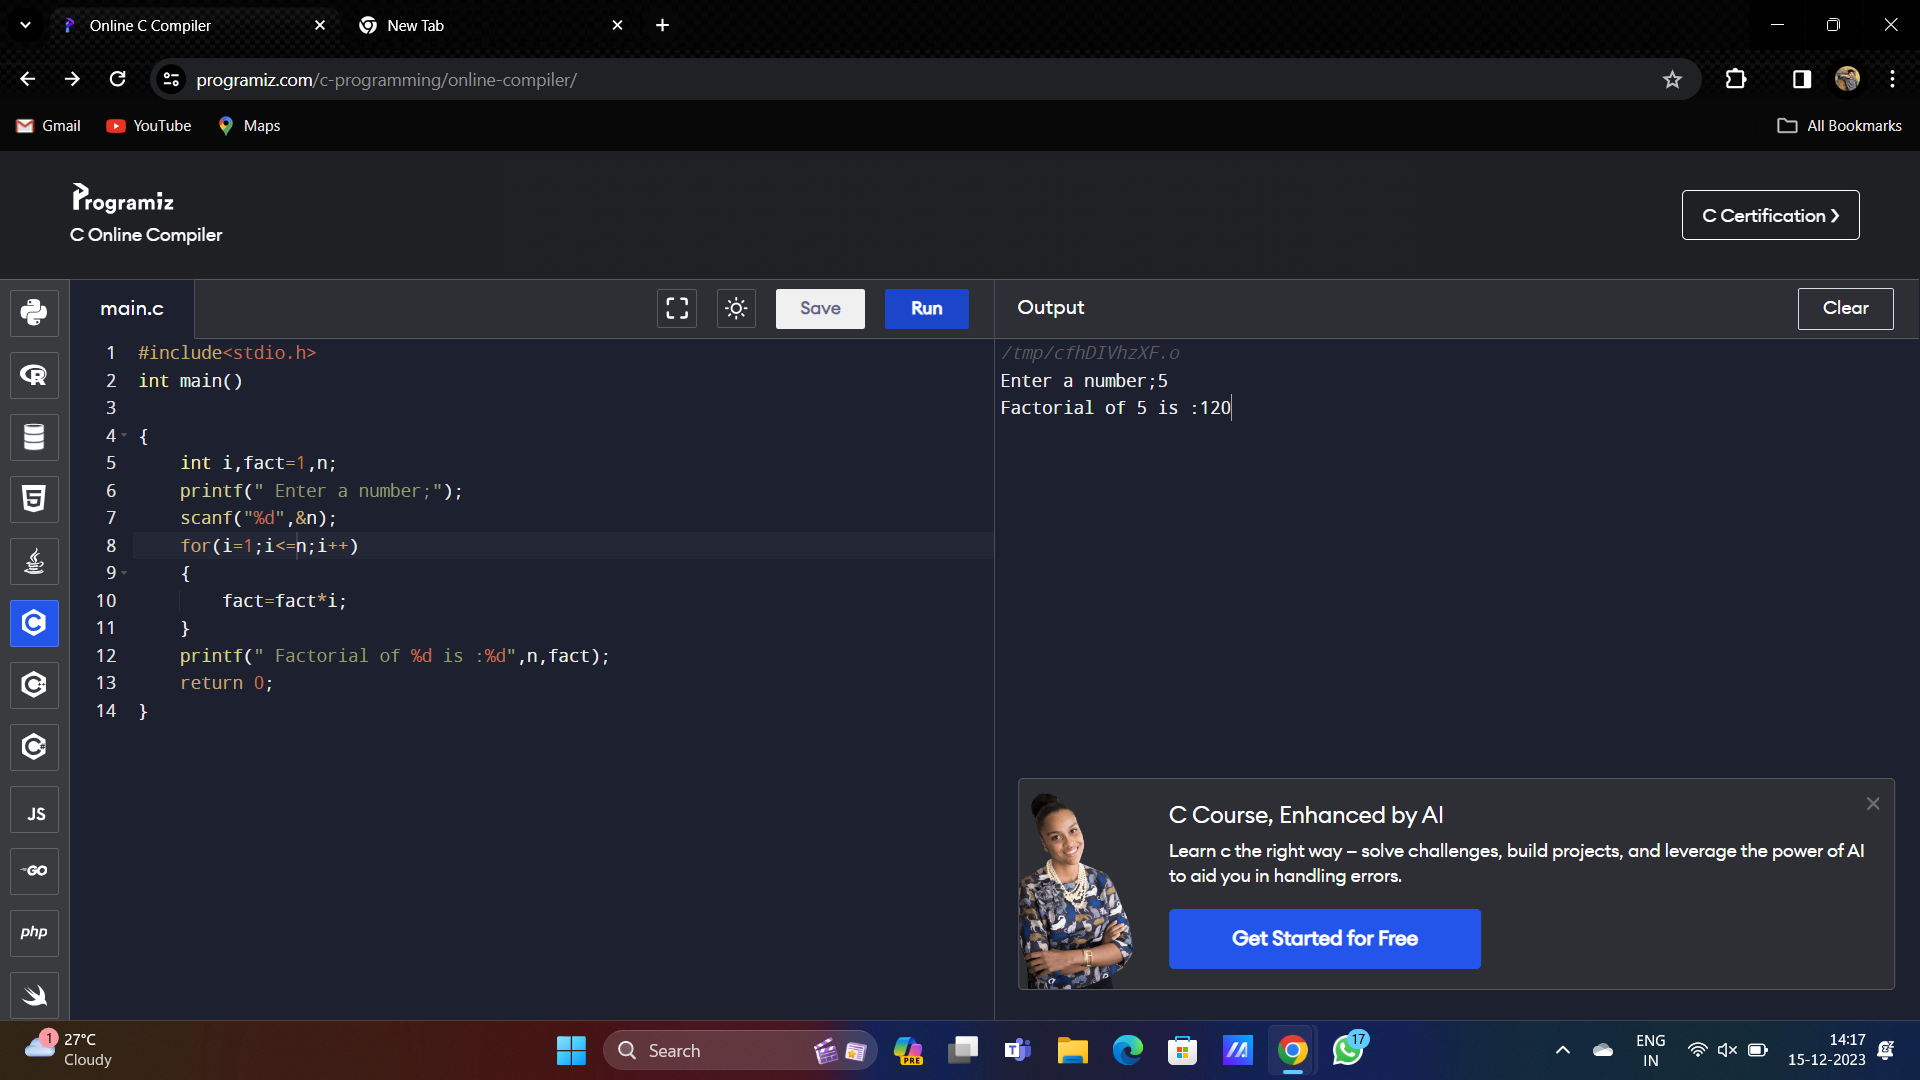 Online C Compiler
New Tab
programiz.com/c-programming/online-compiler/
Gmail
YouTube
Maps
All Bookmarks
Programiz
C Online Compiler
C Certification ❯
main.c
Save
Run
Output
Clear
1 #include<stdio.h>
2 int main()
3
4 {
5 int i,fact=1,n;
6 printf(" Enter a number;");
7 scanf("%d",&n);
8 for(i=1;i<=n;i++)
9 {
10 fact=fact*i;
11 }
12 printf(" Factorial of %d is :%d",n,fact);
13 return 0;
14 }
/tmp/cfhDIVhzXF.o
Enter a number;5
Factorial of 5 is :120
JS
GO
php
C Course, Enhanced by AI
Learn c the right way – solve challenges, build projects, and leverage the power of AI
to aid you in handling errors.
Get Started for Free
1
27°C
Cloudy
Search
PRE
17
ENG
IN
14:17
15-12-2023